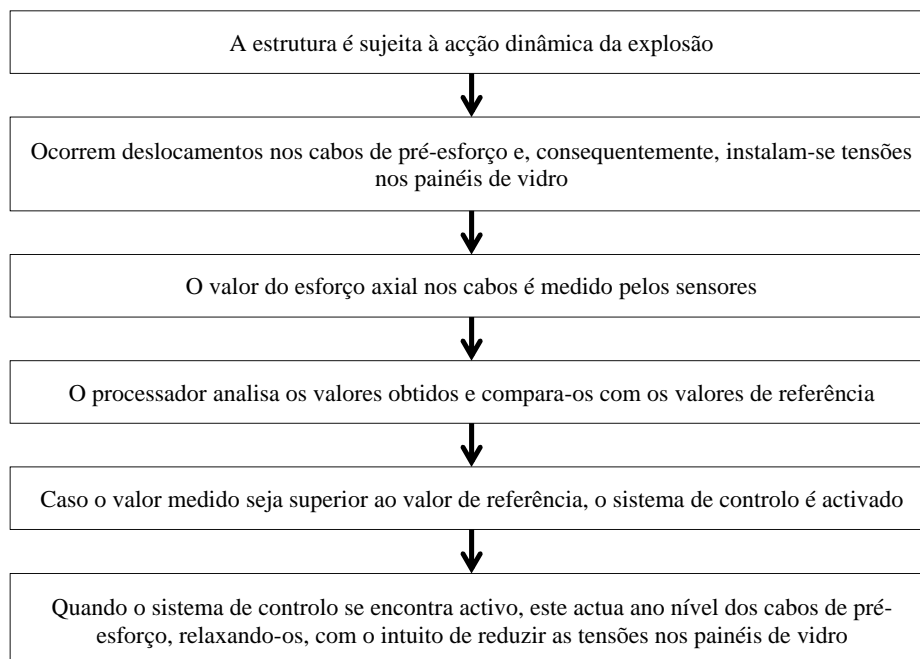 A estrutura é sujeita à acção dinâmica da explosão
Ocorrem deslocamentos nos cabos de pré-esforço e, consequentemente, instalam-se tensões
nos painéis de vidro
O valor do esforço axial nos cabos é medido pelos sensores
O processador analisa os valores obtidos e compara-os com os valores de referência
Caso o valor medido seja superior ao valor de referência, o sistema de controlo é activado
Quando o sistema de controlo se encontra activo, este actua ano nível dos cabos de pré-
esforço, relaxando-os, com o intuito de reduzir as tensões nos painéis de vidro